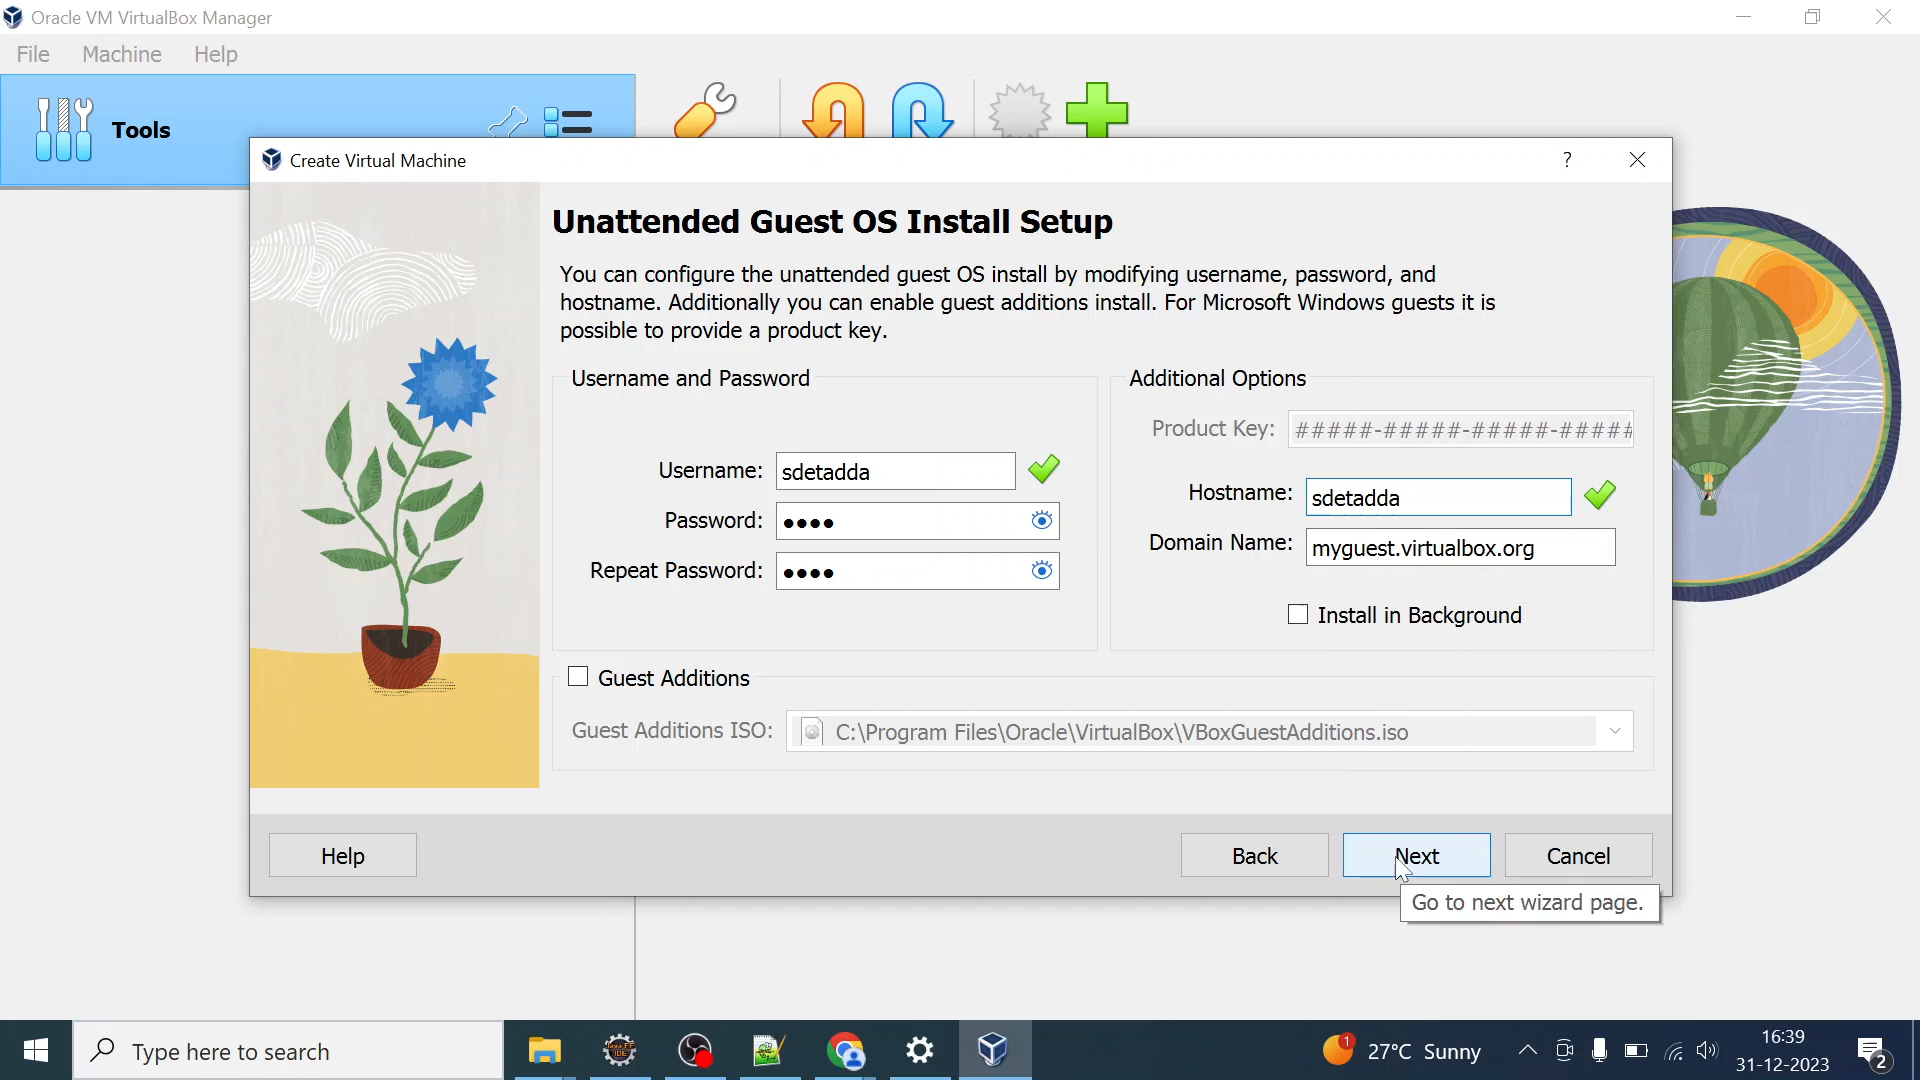 Oracle VM VirtualBox Manager
File Machine Help
Tools
Create Virtual Machine
?
Unattended Guest OS Install Setup
You can configure the unattended guest OS install by modifying username, password, and
hostname. Additionally you can enable guest additions install. For Microsoft Windows guests it is
possible to provide a product key.
Username and Password
Username: sdetadda
Password: ●●●●
Repeat Password: ●●●●
Additional Options
Product Key: #####-#####-#####-#####
Hostname: sdetadda
Domain Name: myguest.virtualbox.org
Install in Background
Guest Additions
Guest Additions ISO: C:\Program Files\Oracle\VirtualBox\VBoxGuestAdditions.iso
Help Back Next Cancel
Go to next wizard page.
Type here to search
Java EE
IDE
1
27°C Sunny
16:39
31-12-2023
2